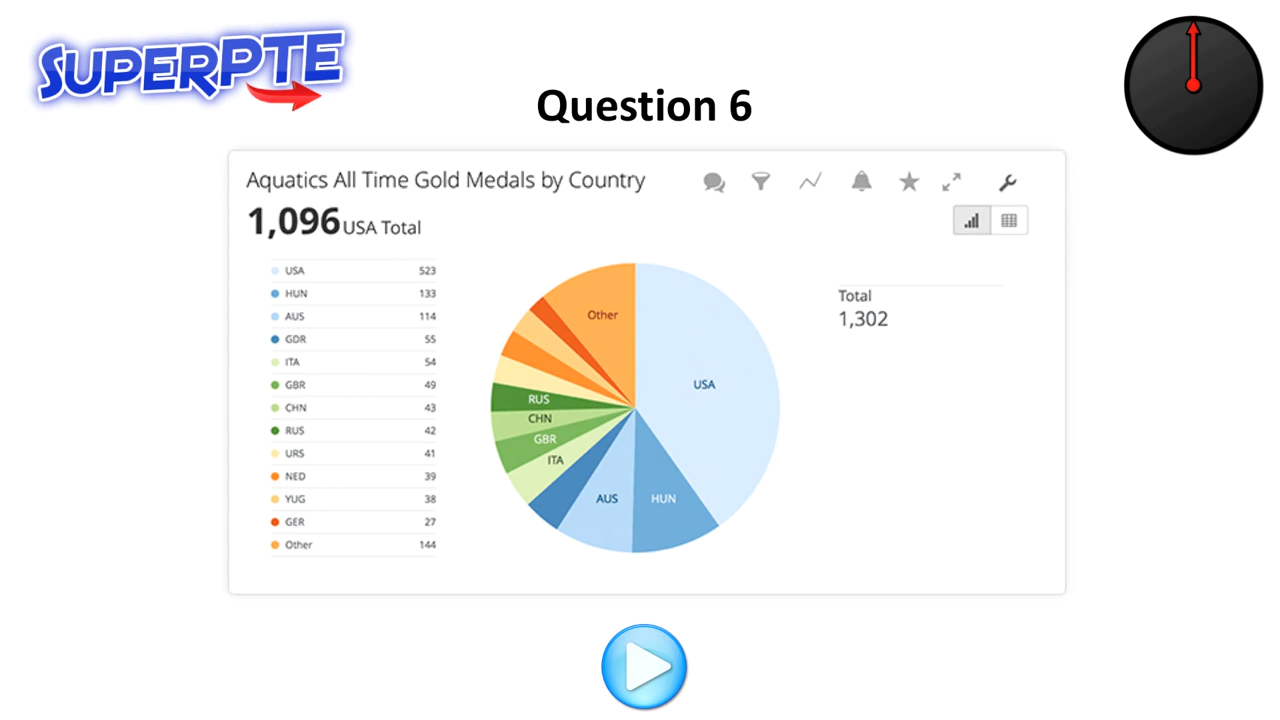 SUPERPTE
Question 6
Aquatics All Time Gold Medals by Country
1,096 USA Total
USA 523
HUN 133
AUS 114
GDR 55
ITA 54
GBR 49
CHN 43
RUS 42
URS 41
NED 39
YUG 38
GER 27
Other 144
Other
USA
RUS
CHN
GBR
ITA
AUS
HUN
Total
1,302